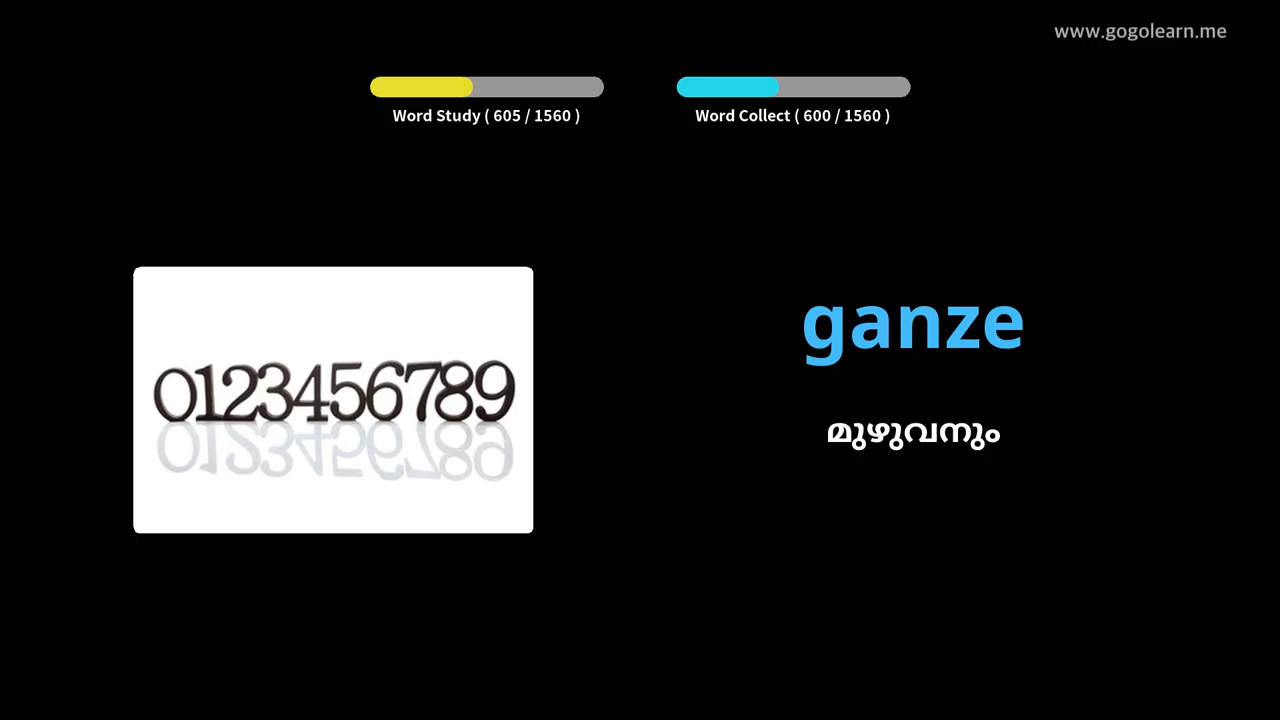 www.gogolearn.me
Word Study ( 605 / 1560 )
Word Collect ( 600 / 1560 )
0123456789
ganze
മുഴുവനും